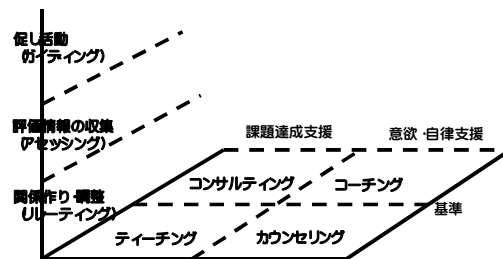 促し活動
(ガイディング)
評価情報の収集
(アセッシング)
関係作り・調整
(リレーティング)
課題達成支援
意欲・自律支援
コンサルティング
コーチング
基準
ティーチング
カウンセリング